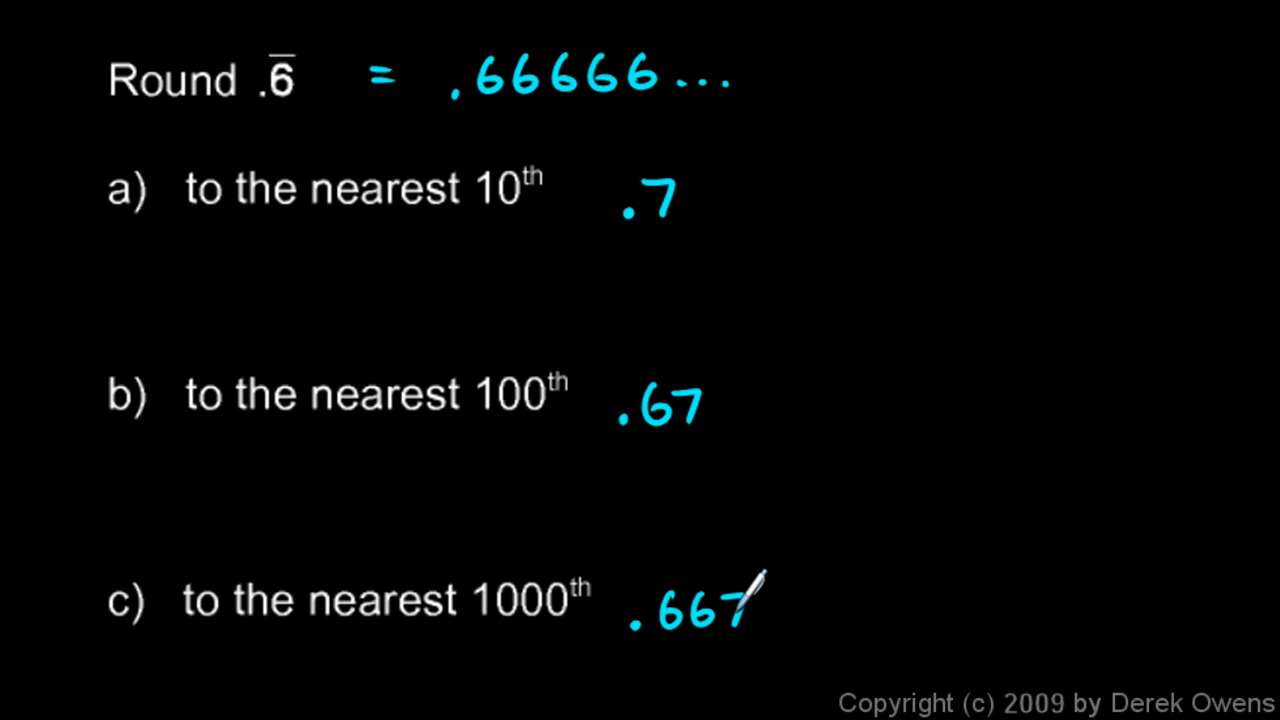 Round .6̅ = .66666...
a) to the nearest 10th .7
b) to the nearest 100th .67
c) to the nearest 1000th .667
Copyright (c) 2009 by Derek Owens